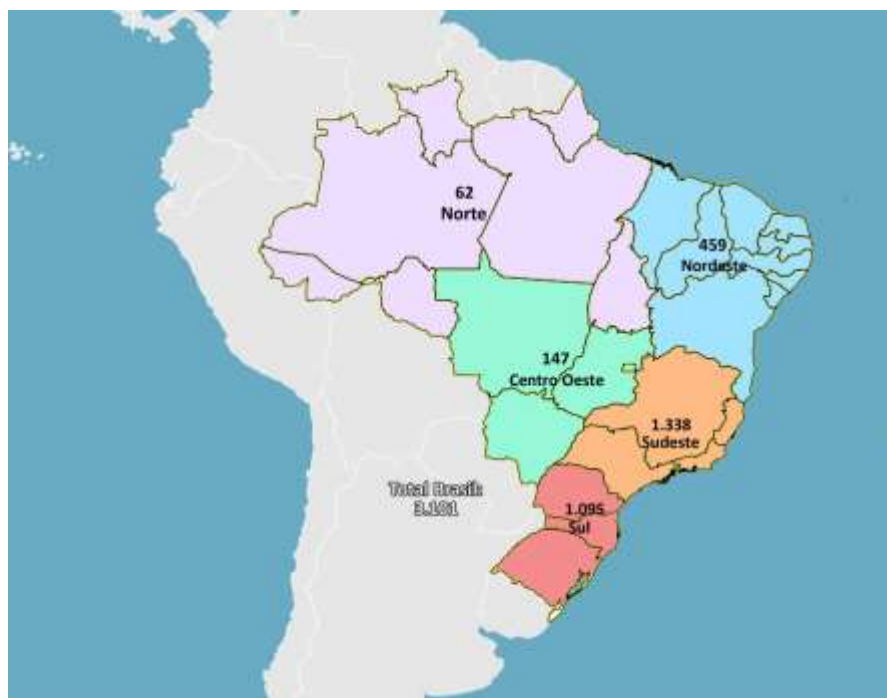 62
Norte
459
Nordeste
147
Centro Oeste
1.338
Sudeste
Total Brasil:
3.101
1.095
Sul